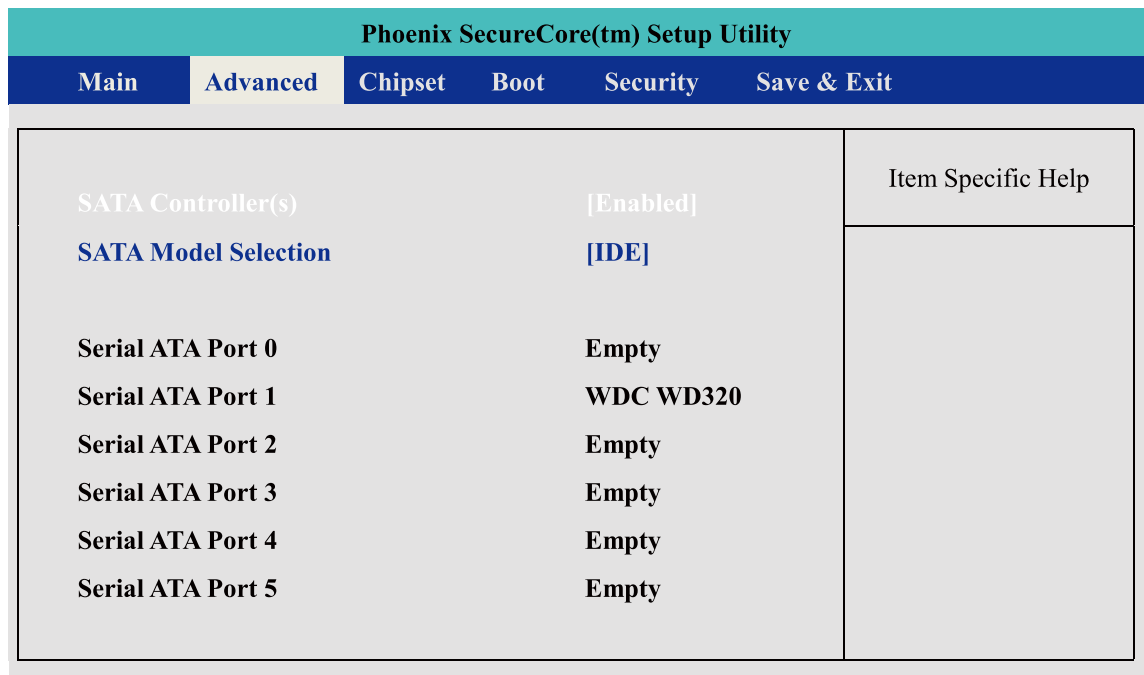 Phoenix SecureCore(tm) Setup Utility
Main Advanced Chipset Boot Security Save & Exit
Item Specific Help
SATA Controller(s) [Enabled]
SATA Model Selection [IDE]
Serial ATA Port 0 Empty
Serial ATA Port 1 WDC WD320
Serial ATA Port 2 Empty
Serial ATA Port 3 Empty
Serial ATA Port 4 Empty
Serial ATA Port 5 Empty